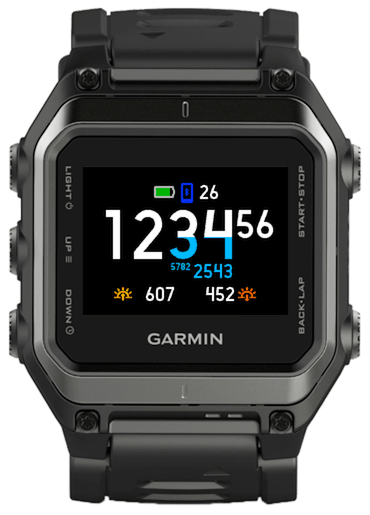 LIGHT
UP
DOWN
START·STOP
BACK·LAP
26
123456
5782 2543
607 452
GARMIN